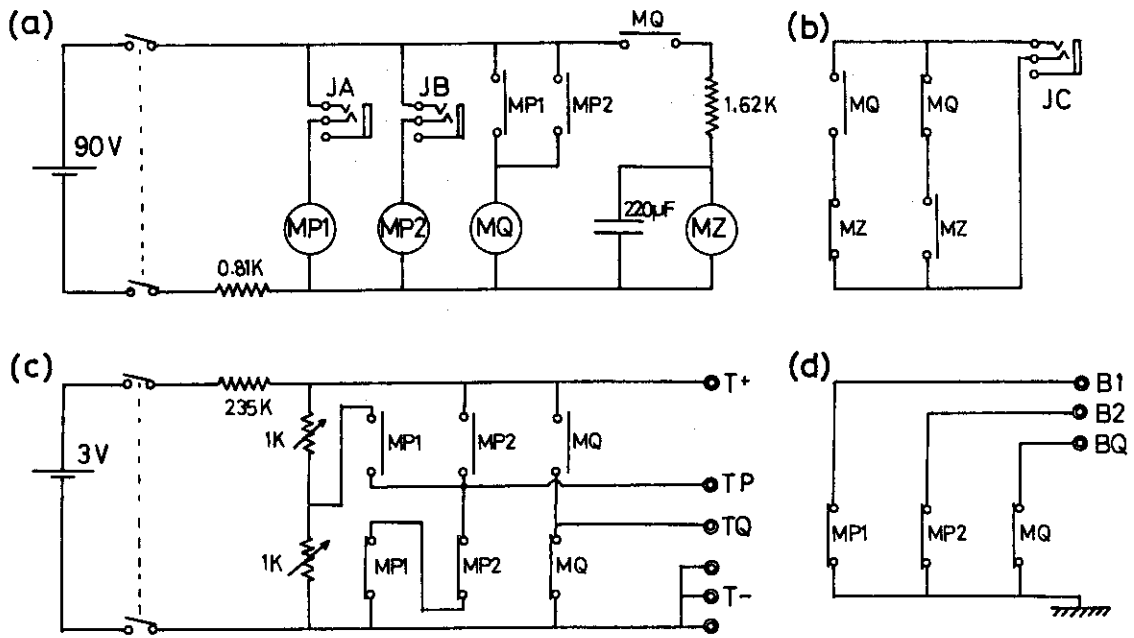 (a)
90V
0.81K
JA
MP1
JB
MP2
MP1
MP2
MQ
MQ
1.62K
220μF
MZ
(b)
MQ
MQ
MZ
MZ
JC
(c)
3V
235K
1K
1K
MP1
MP2
MQ
MP1
MP2
MQ
T+
TP
TQ
T-
(d)
B1
B2
BQ
MP1
MP2
MQ